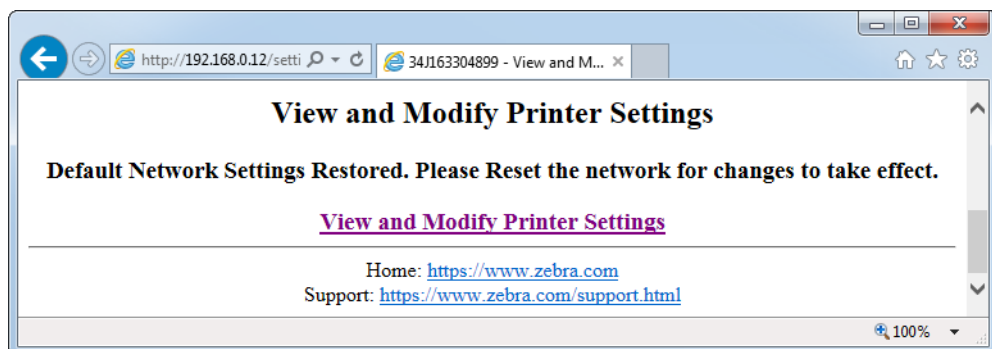 http://192.168.0.12/setti
34J163304899 - View and M...
View and Modify Printer Settings
Default Network Settings Restored. Please Reset the network for changes to take effect.
View and Modify Printer Settings
Home: https://www.zebra.com
Support: https://www.zebra.com/support.html
100%